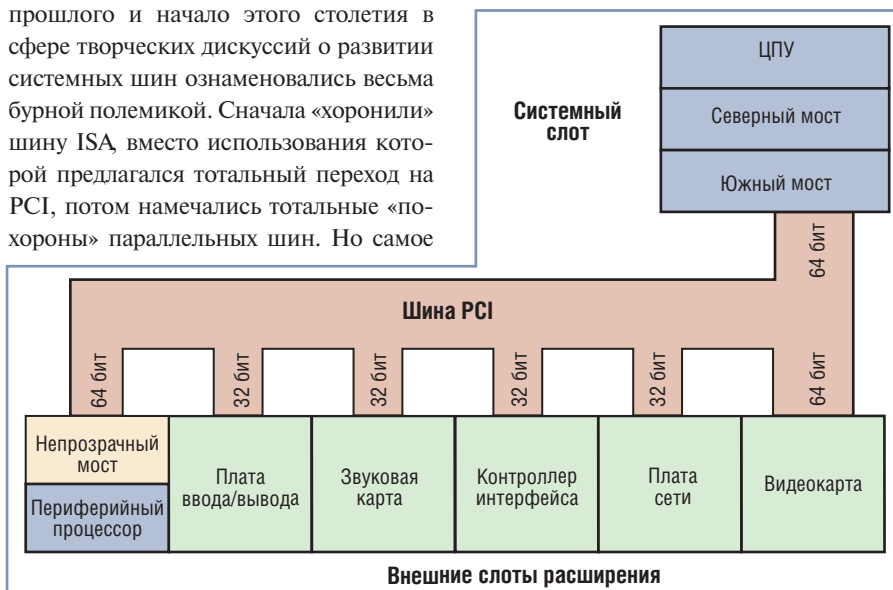 прошлого и начало этого столетия в
сфере творческих дискуссий о развитии
системных шин ознаменовались весьма
бурной полемикой. Сначала «хоронили»
шину ISA, вместо использования кото-
рой предлагался тотальный переход на
PCI, потом намечались тотальные «по-
хороны» параллельных шин. Но самое
Системный
слот
ЦПУ
Северный мост
Южный мост
64 бит
Шина PCI
64 бит
32 бит
32 бит
32 бит
32 бит
64 бит
Непрозрачный
мост
Периферийный
процессор
Плата
ввода/вывода
Звуковая
карта
Контроллер
интерфейса
Плата
сети
Видеокарта
Внешние слоты расширения